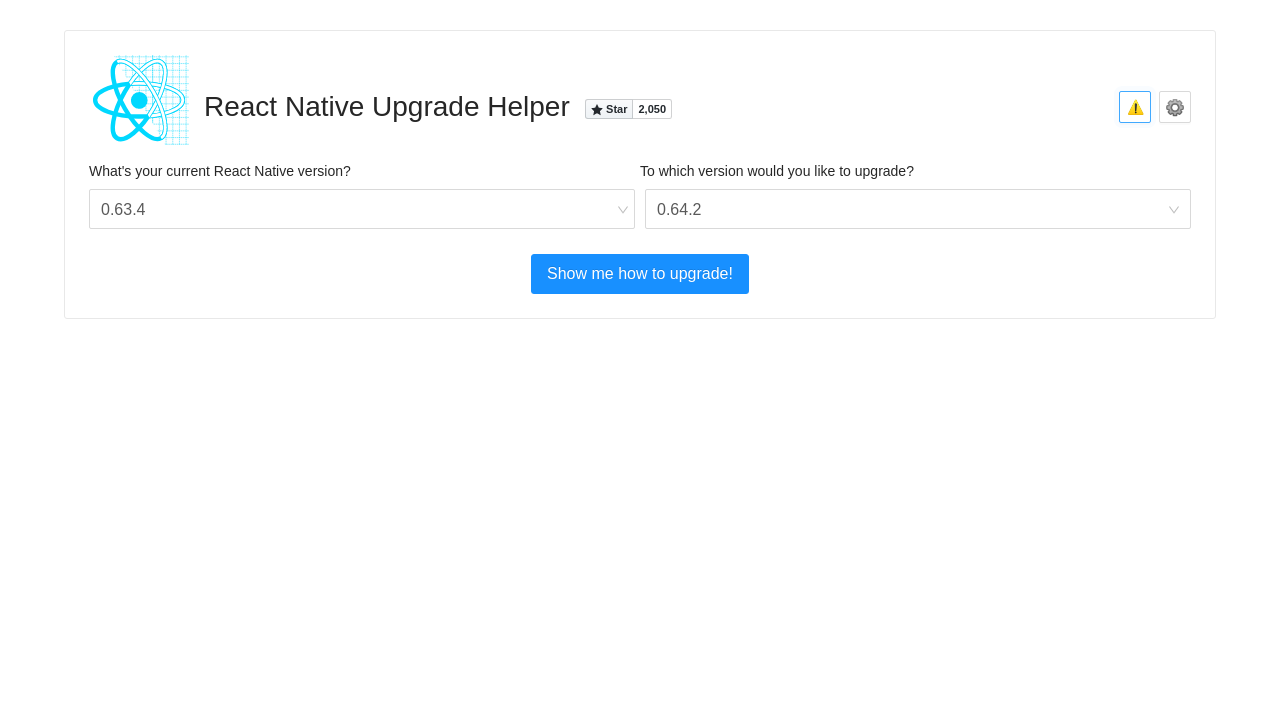 React Native Upgrade Helper
Star 2,050
What's your current React Native version?
To which version would you like to upgrade?
0.63.4
0.64.2
Show me how to upgrade!